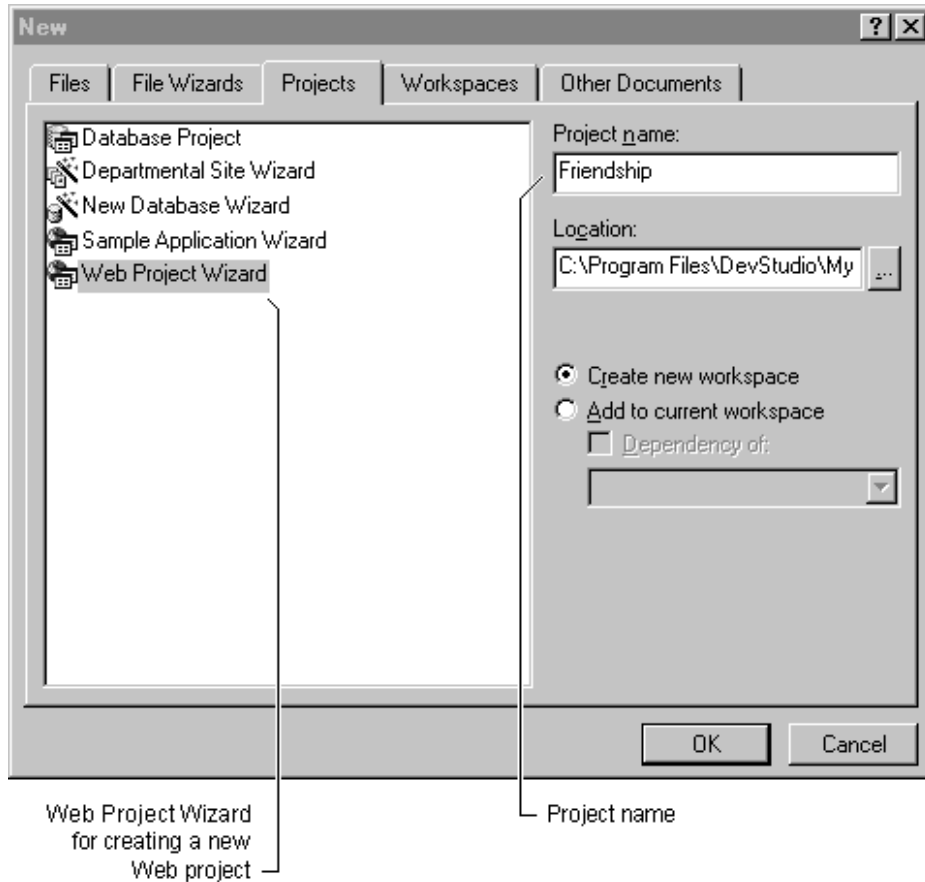 New
Files File Wizards Projects Workspaces Other Documents
Database Project
Departmental Site Wizard
New Database Wizard
Sample Application Wizard
Web Project Wizard
Project name:
Friendship
Location:
C:\Program Files\DevStudio\My
...
Create new workspace
Add to current workspace
Dependency of:
OK Cancel
Web Project Wizard
for creating a new
Web project
Project name